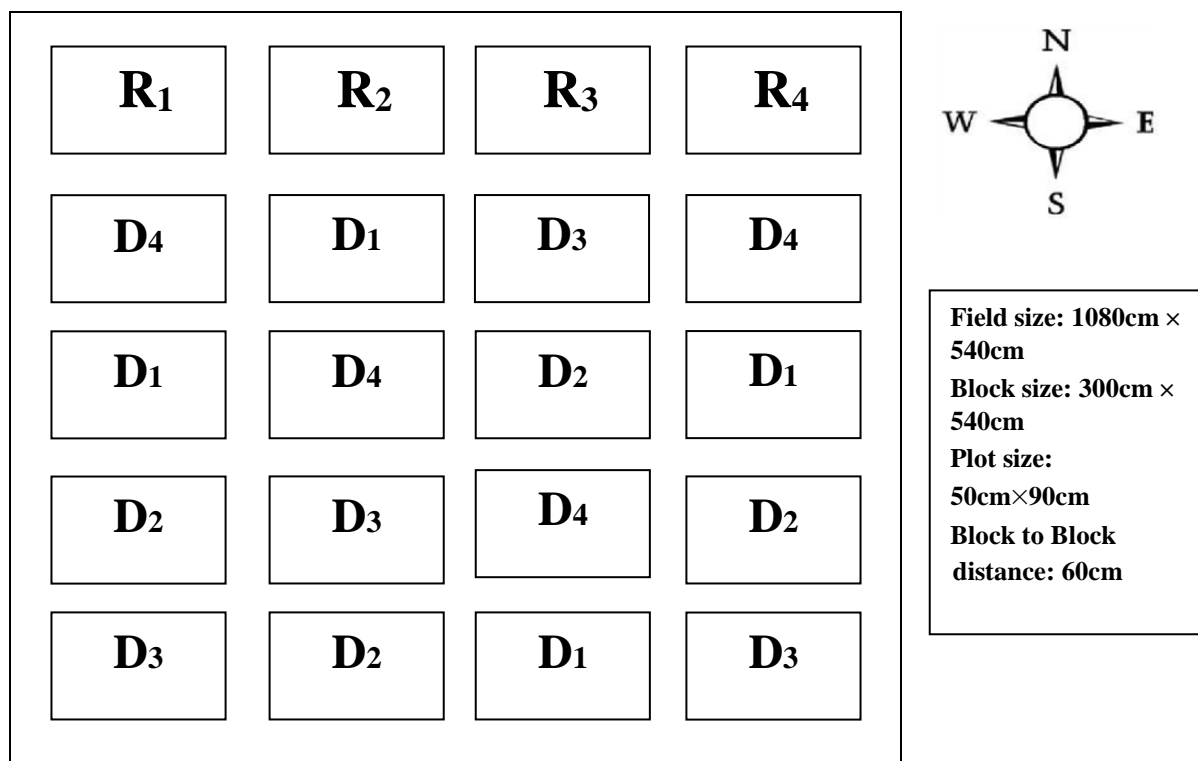 R₁ R₂ R₃ R₄
D₄ D₁ D₃ D₄
D₁ D₄ D₂ D₁
D₂ D₃ D₄ D₂
D₃ D₂ D₁ D₃
N
W E
S
Field size: 1080cm ×
540cm
Block size: 300cm ×
540cm
Plot size:
50cm×90cm
Block to Block
distance: 60cm